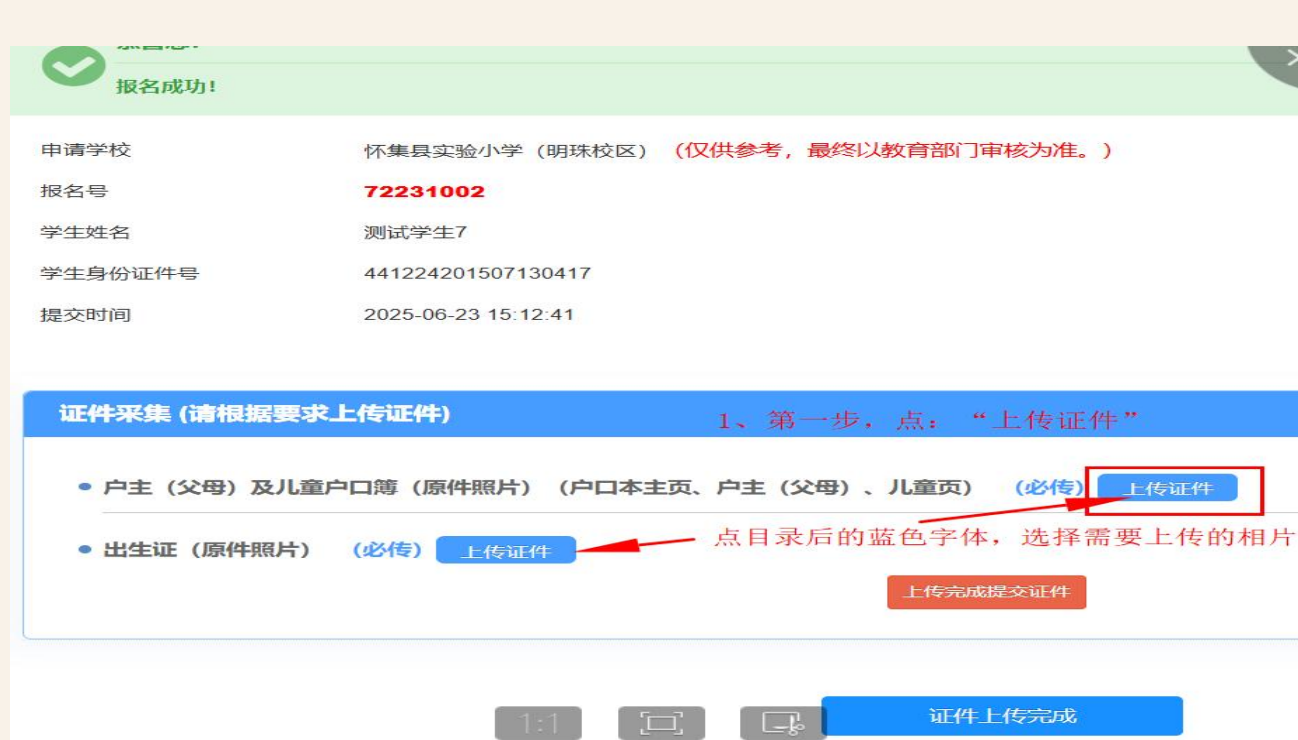 报名成功！
申请学校 怀集县实验小学（明珠校区）（仅供参考，最终以教育部门审核为准。）
报名号 72231002
学生姓名 测试学生7
学生身份证件号 441224201507130417
提交时间 2025-06-23 15:12:41
证件采集 (请根据要求上传证件)
1、第一步，点：“上传证件”
户主（父母）及儿童户口簿（原件照片）（户口本主页、户主（父母）、儿童页）（必传） 上传证件
出生证（原件照片）（必传） 上传证件
点目录后的蓝色字体，选择需要上传的相片
上传完成提交证件
1:1
证件上传完成